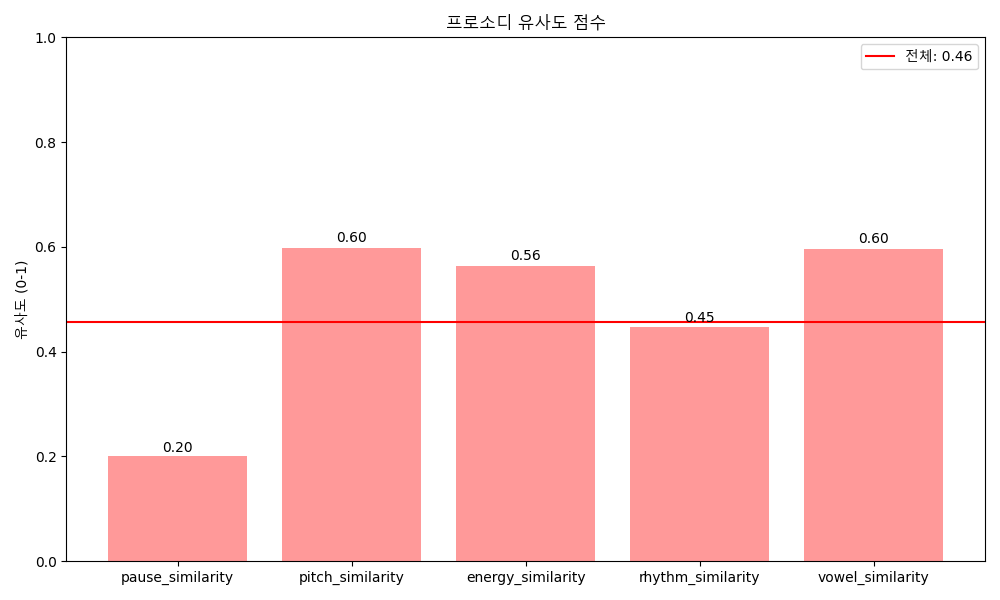 프로소디 유사도 점수
전체: 0.46
유사도 (0-1)
1.0
0.8
0.6
0.4
0.2
0.0
0.20
0.60
0.56
0.45
0.60
pause_similarity
pitch_similarity
energy_similarity
rhythm_similarity
vowel_similarity